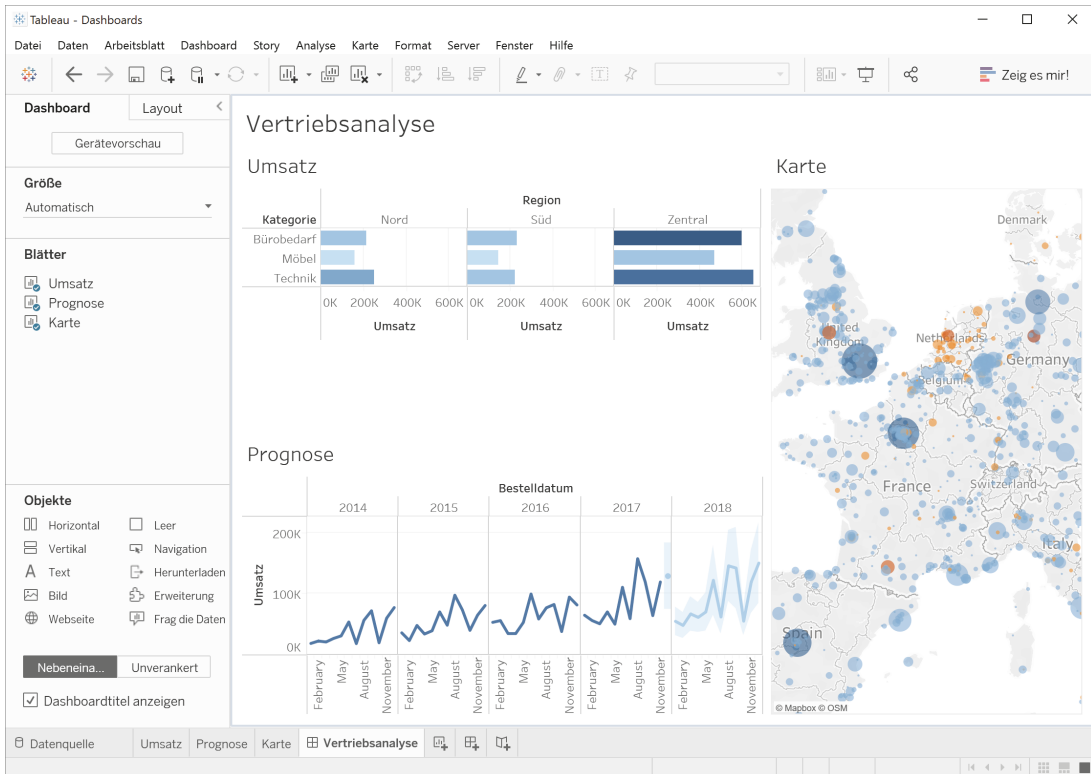 Tableau - Dashboards
Datei Daten Arbeitsblatt Dashboard Story Analyse Karte Format Server Fenster Hilfe
Zeig es mir!
Dashboard Layout
Gerätevorschau
Größe
Automatisch
Blätter
Umsatz
Prognose
Karte
Objekte
Horizontal Leer
Vertikal Navigation
Text Herunterladen
Bild Erweiterung
Webseite Frag die Daten
Nebeneina... Unverankert
Dashboardtitel anzeigen
Vertriebsanalyse
Umsatz
Region
Kategorie Nord Süd Zentral
Bürobedarf
Möbel
Technik
0K 200K 400K 600K 0K 200K 400K 600K 0K 200K 400K 600K
Umsatz Umsatz Umsatz
Prognose
Bestelldatum
2014 2015 2016 2017 2018
Umsatz
200K
100K
0K
February May August November February May August November February May August November February May August November February May August November
Karte
Denmark
United
Kingdom
Netherlands
Germany
Belgium
France
Switzerland
Italy
Spain
© Mapbox © OSM
Datenquelle Umsatz Prognose Karte Vertriebsanalyse